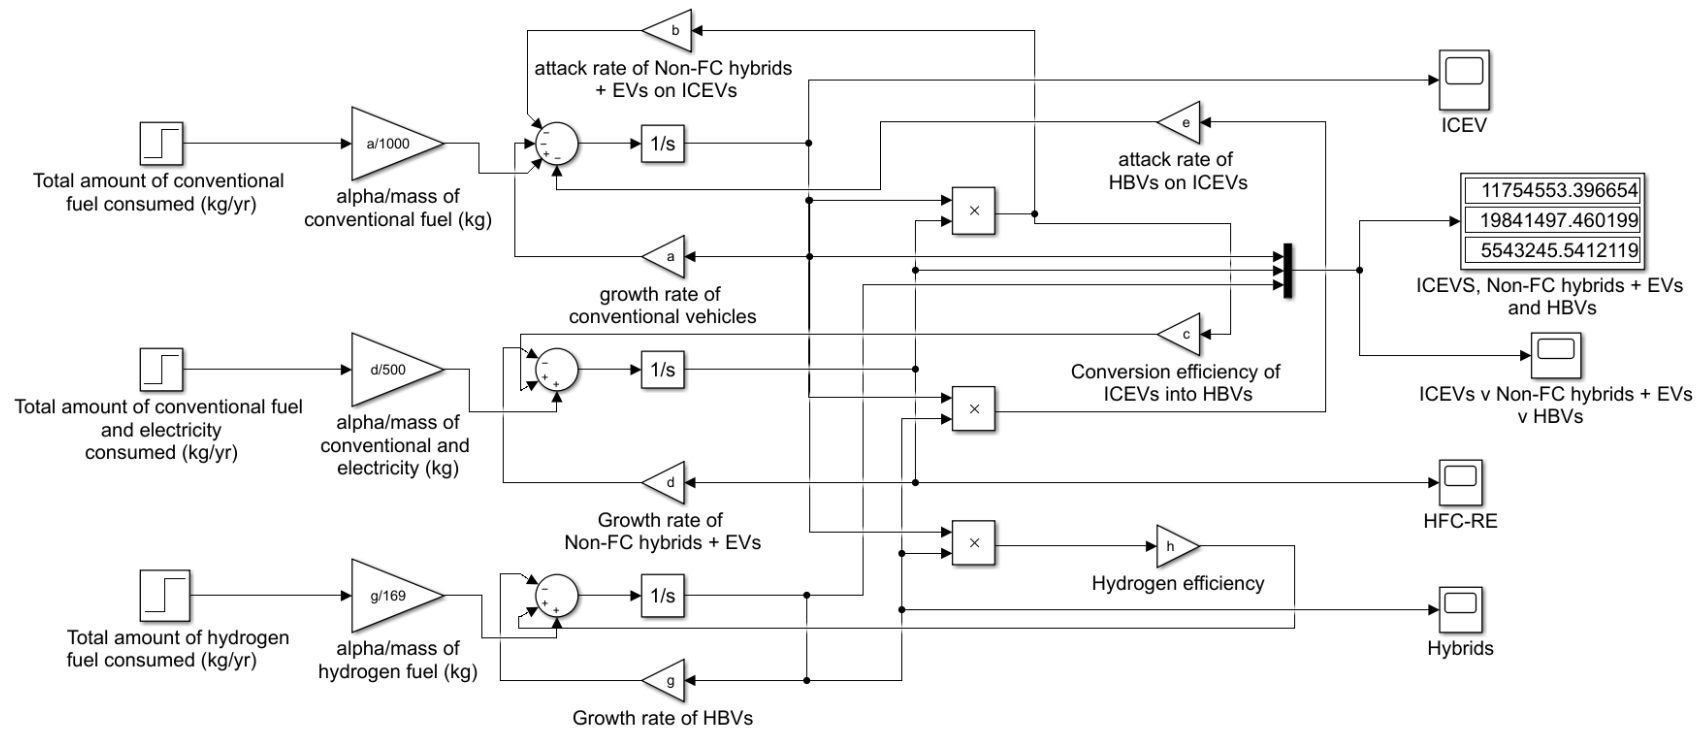 b
attack rate of Non-FC hybrids
+ EVs on ICEVs
ICEV
a/1000
1/s
e
Total amount of conventional
fuel consumed (kg/yr)
alpha/mass of
conventional fuel (kg)
attack rate of
HBVs on ICEVs
−
−
+
−
×
11754553.396654
19841497.460199
5543245.5412119
ICEVS, Non-FC hybrids + EVs
and HBVs
a
growth rate of
conventional vehicles
c
Conversion efficiency of
ICEVs into HBVs
ICEVs v Non-FC hybrids + EVs
v HBVs
d/500
−
+
+
1/s
Total amount of conventional fuel
and electricity
consumed (kg/yr)
alpha/mass of
conventional and
electricity (kg)
×
d
Growth rate of
Non-FC hybrids + EVs
HFC-RE
×
h
Hydrogen efficiency
g/169
−
+
+
1/s
Total amount of hydrogen
fuel consumed (kg/yr)
alpha/mass of
hydrogen fuel (kg)
Hybrids
g
Growth rate of HBVs